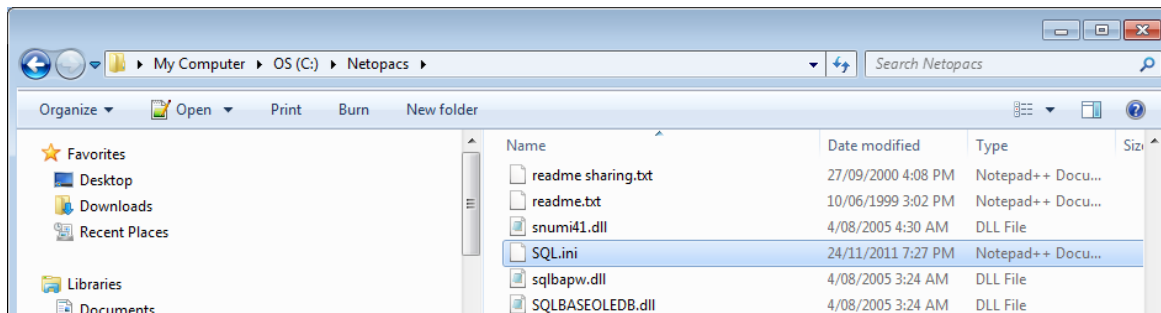 My Computer OS (C:) Netopacs Search Netopacs
Organize Open Print Burn New folder
Favorites
Desktop
Downloads
Recent Places
Libraries
Documents
Name Date modified Type Siz
readme sharing.txt 27/09/2000 4:08 PM Notepad++ Docu...
readme.txt 10/06/1999 3:02 PM Notepad++ Docu...
snumi41.dll 4/08/2005 4:30 AM DLL File
SQL.ini 24/11/2011 7:27 PM Notepad++ Docu...
sqlbapw.dll 4/08/2005 3:24 AM DLL File
SQLBASEOLEDB.dll 4/08/2005 3:24 AM DLL File